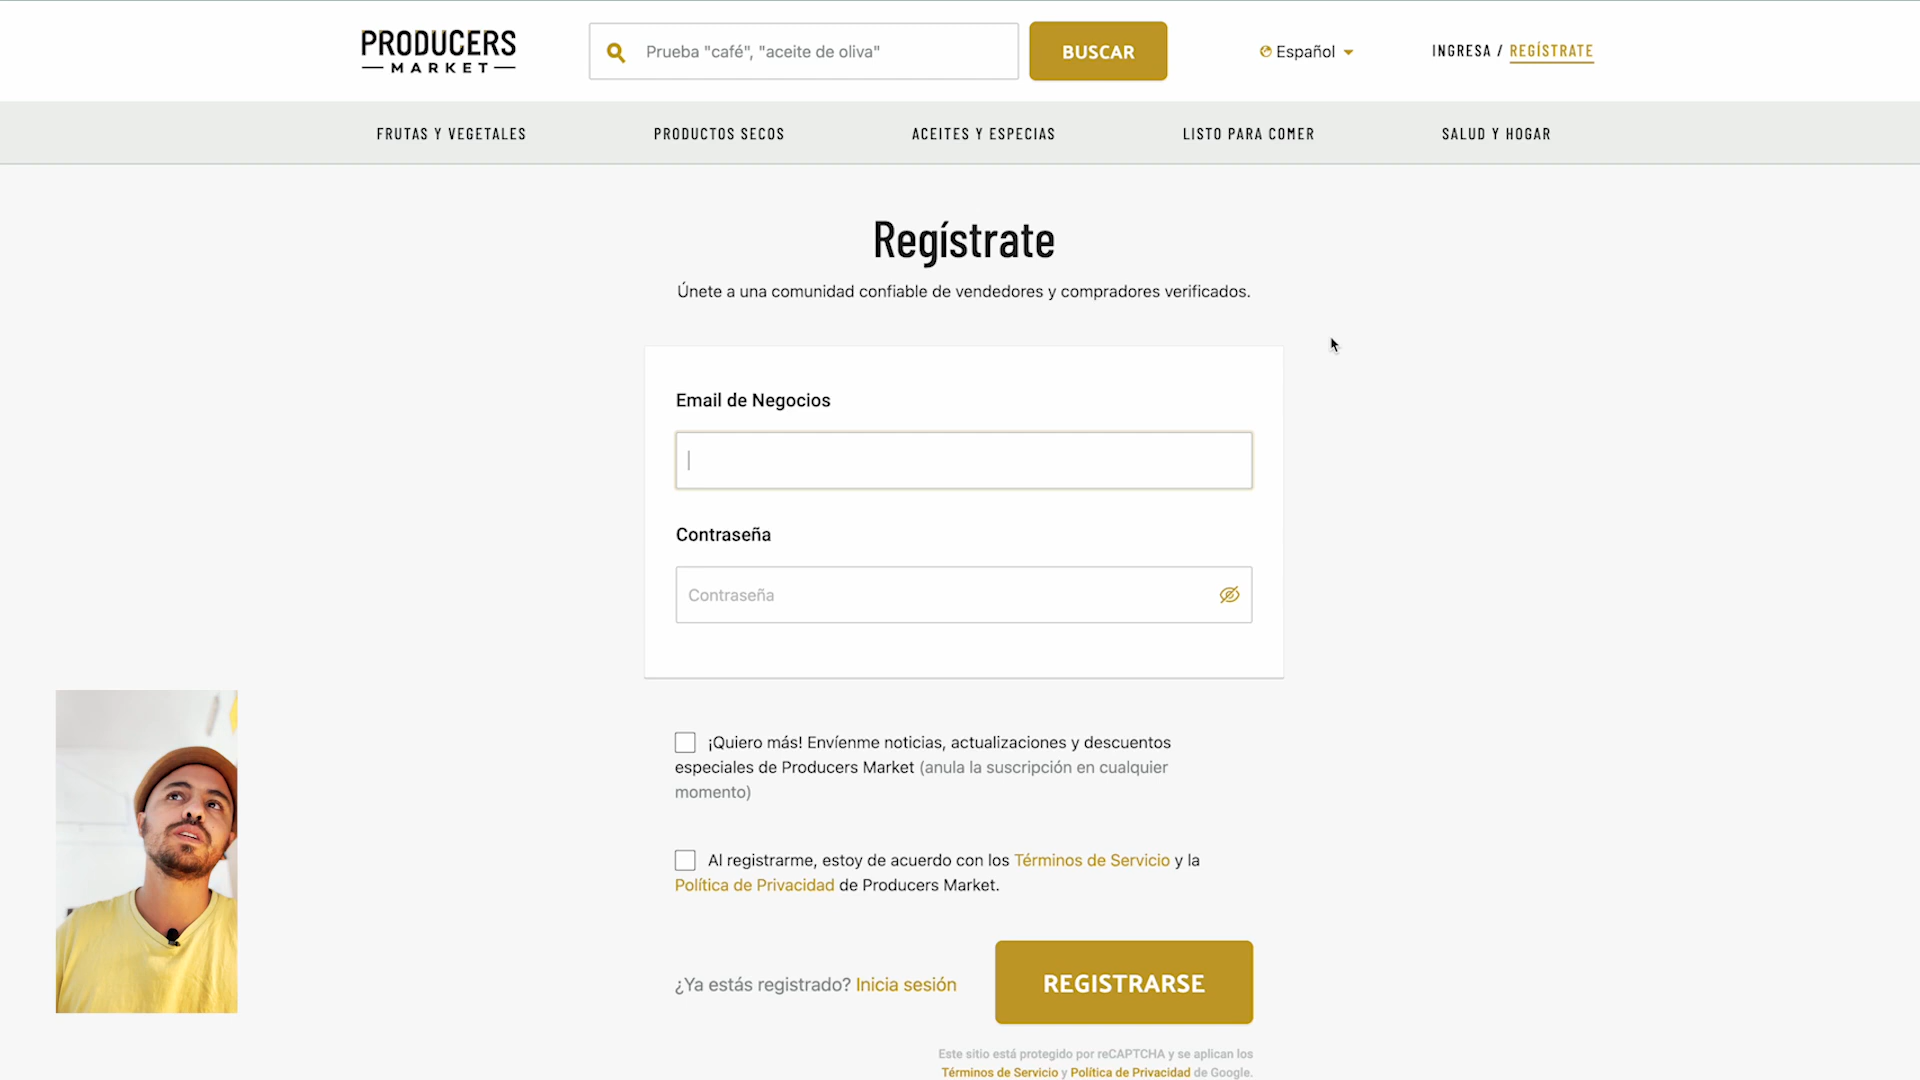 PRODUCERS
MARKET
Prueba "café", "aceite de oliva"
BUSCAR
Español
INGRESA / REGÍSTRATE
FRUTAS Y VEGETALES
PRODUCTOS SECOS
ACEITES Y ESPECIAS
LISTO PARA COMER
SALUD Y HOGAR
Regístrate
Únete a una comunidad confiable de vendedores y compradores verificados.
Email de Negocios
Contraseña
Contraseña
¡Quiero más! Envíenme noticias, actualizaciones y descuentos
especiales de Producers Market (anula la suscripción en cualquier
momento)
Al registrarme, estoy de acuerdo con los Términos de Servicio y la
Política de Privacidad de Producers Market.
¿Ya estás registrado? Inicia sesión
REGISTRARSE
Este sitio está protegido por reCAPTCHA y se aplican los
Términos de Servicio y Política de Privacidad de Google.